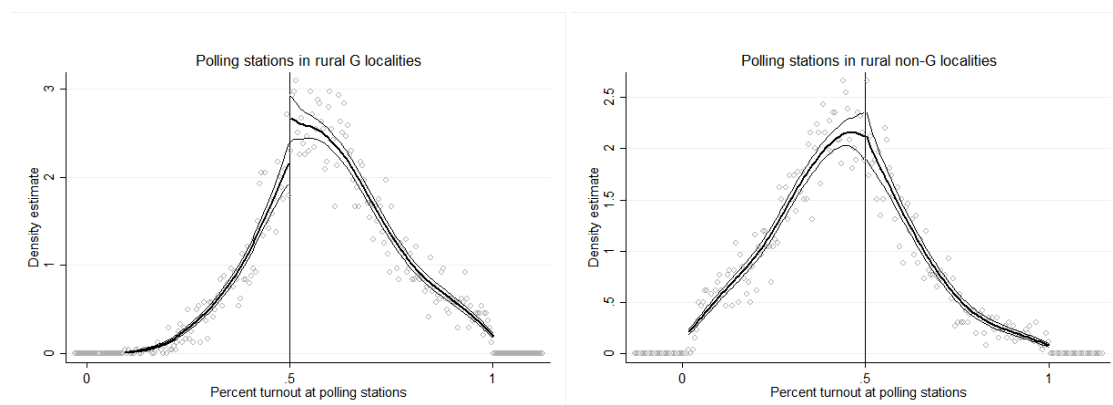 Polling stations in rural G localities
3
2
1
0
Density estimate
0
.5
1
Percent turnout at polling stations
Polling stations in rural non-G localities
2.5
2
1.5
1
.5
0
Density estimate
0
.5
1
Percent turnout at polling stations